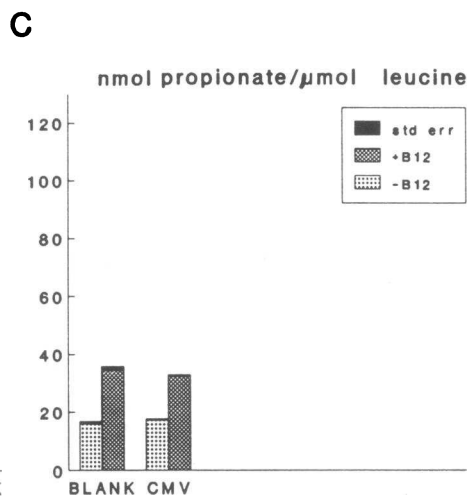 C
nmol propionate/µmol leucine
120
100
80
60
40
20
0
std err
+B12
-B12
BLANK CMV